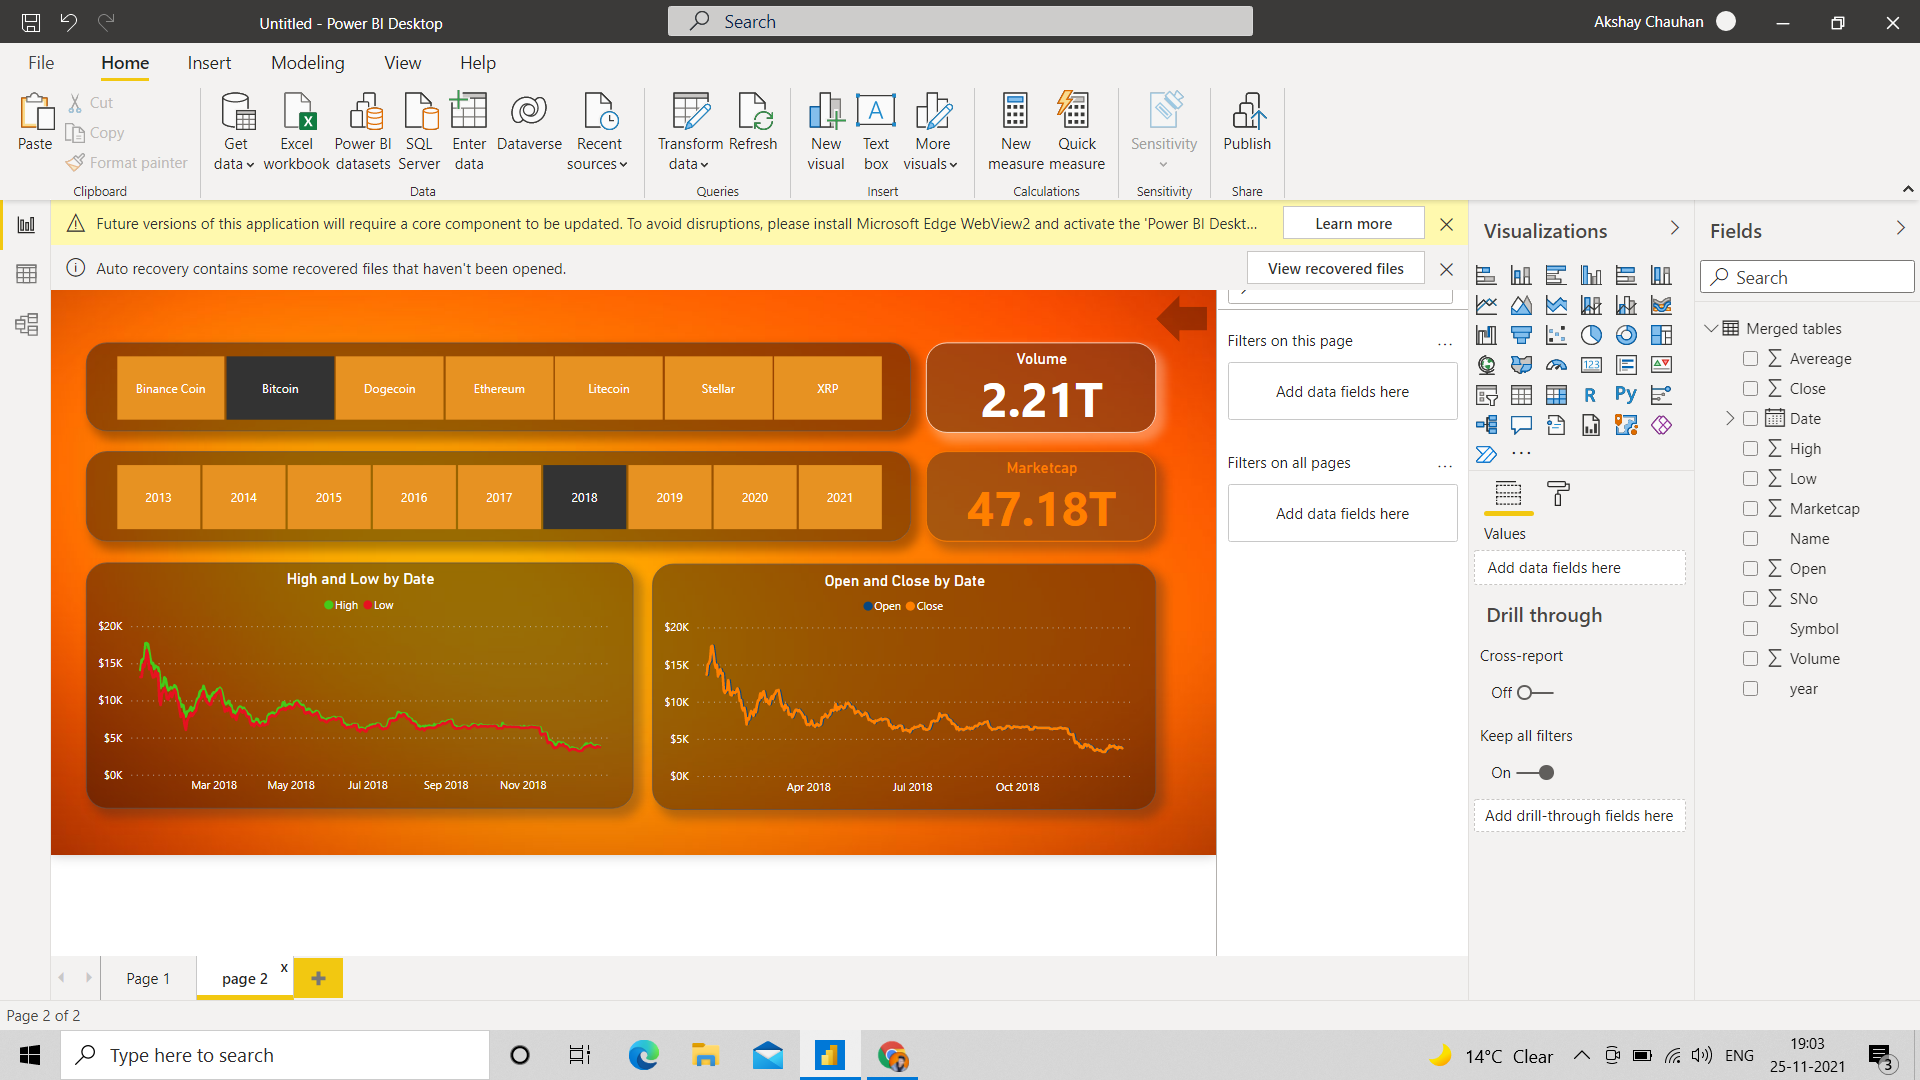 Untitled - Power BI Desktop
Search
Akshay Chauhan
File
Home
Insert
Modeling
View
Help
Paste
Cut
Copy
Format painter
Clipboard
Get data
Excel workbook
Power BI datasets
SQL Server
Enter data
Dataverse
Recent sources
Data
Transform data
Refresh
Queries
New visual
Text box
More visuals
Insert
New measure
Quick measure
Calculations
Sensitivity
Sensitivity
Publish
Share
Future versions of this application will require a core component to be updated. To avoid disruptions, please install Microsoft Edge WebView2 and activate the 'Power BI Deskt...
Learn more
Auto recovery contains some recovered files that haven't been opened.
View recovered files
Binance Coin
Bitcoin
Dogecoin
Ethereum
Litecoin
Stellar
XRP
Volume
2.21T
2013
2014
2015
2016
2017
2018
2019
2020
2021
Marketcap
47.18T
High and Low by Date
High
Low
$20K
$15K
$10K
$5K
$0K
Mar 2018
May 2018
Jul 2018
Sep 2018
Nov 2018
Open and Close by Date
Open
Close
$20K
$15K
$10K
$5K
$0K
Apr 2018
Jul 2018
Oct 2018
Filters on this page
...
Add data fields here
Filters on all pages
...
Add data fields here
Visualizations
123
R
Py
...
Values
Add data fields here
Drill through
Cross-report
Off
Keep all filters
On
Add drill-through fields here
Fields
Search
Merged tables
Avereage
Close
Date
High
Low
Marketcap
Name
Open
SNo
Symbol
Volume
year
Page 1
page 2
x
+
Page 2 of 2
Type here to search
14°C Clear
ENG
19:03
25-11-2021
3